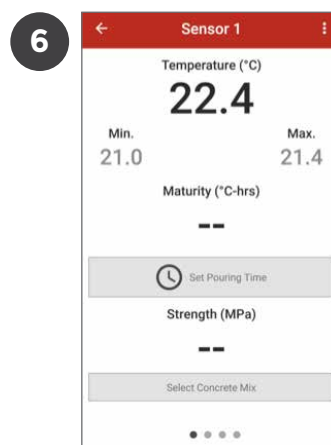 6
Sensor 1
Temperature (°C)
22.4
Min. Max.
21.0 21.4
Maturity (°C-hrs)
--
Set Pouring Time
Strength (MPa)
--
Select Concrete Mix